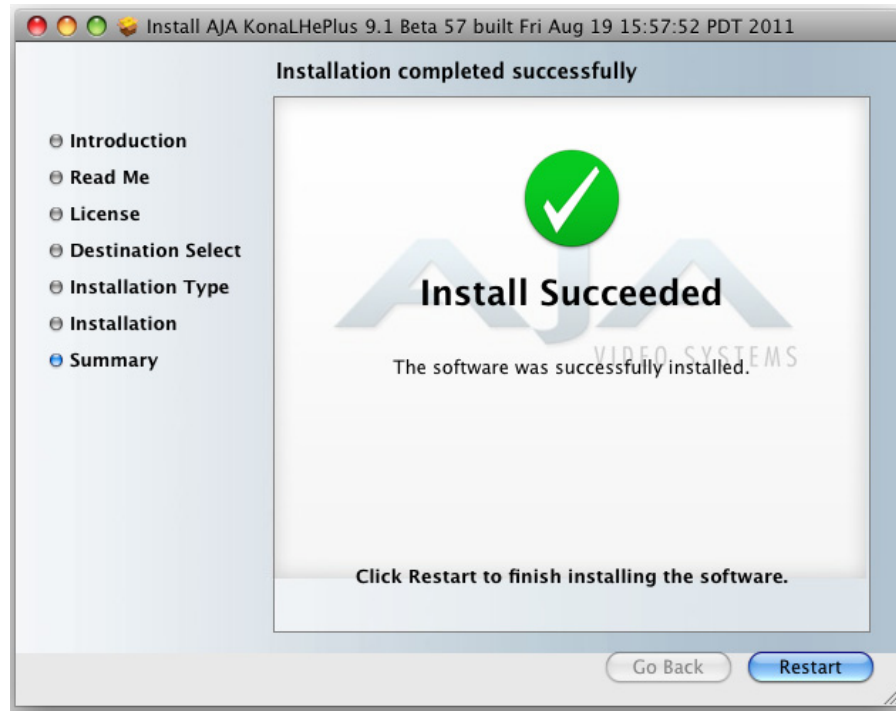 Install AJA KonaLHePlus 9.1 Beta 57 built Fri Aug 19 15:57:52 PDT 2011
Installation completed successfully
Introduction
Read Me
License
Destination Select
Installation Type
Installation
Summary
AJA
VIDEO SYSTEMS
Install Succeeded
The software was successfully installed.
Click Restart to finish installing the software.
Go Back
Restart